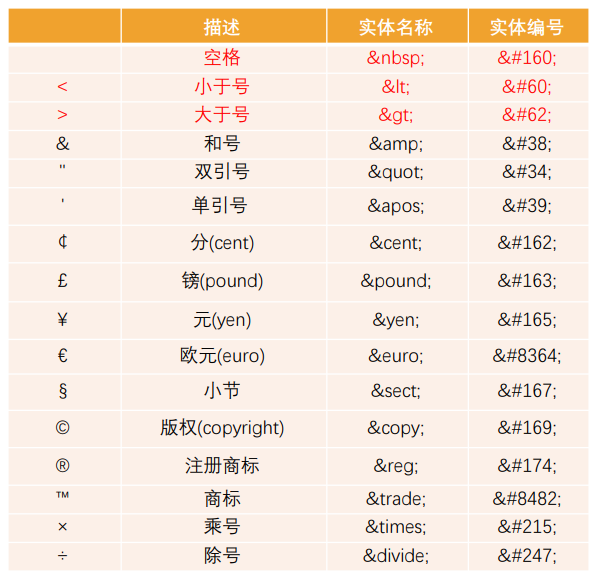 描述 实体名称 实体编号
空格 &nbsp; &#160;
< 小于号 &lt; &#60;
> 大于号 &gt; &#62;
& 和号 &amp; &#38;
" 双引号 &quot; &#34;
' 单引号 &apos; &#39;
¢ 分(cent) &cent; &#162;
£ 镑(pound) &pound; &#163;
¥ 元(yen) &yen; &#165;
€ 欧元(euro) &euro; &#8364;
§ 小节 &sect; &#167;
© 版权(copyright) &copy; &#169;
® 注册商标 &reg; &#174;
™ 商标 &trade; &#8482;
× 乘号 &times; &#215;
÷ 除号 &divide; &#247;